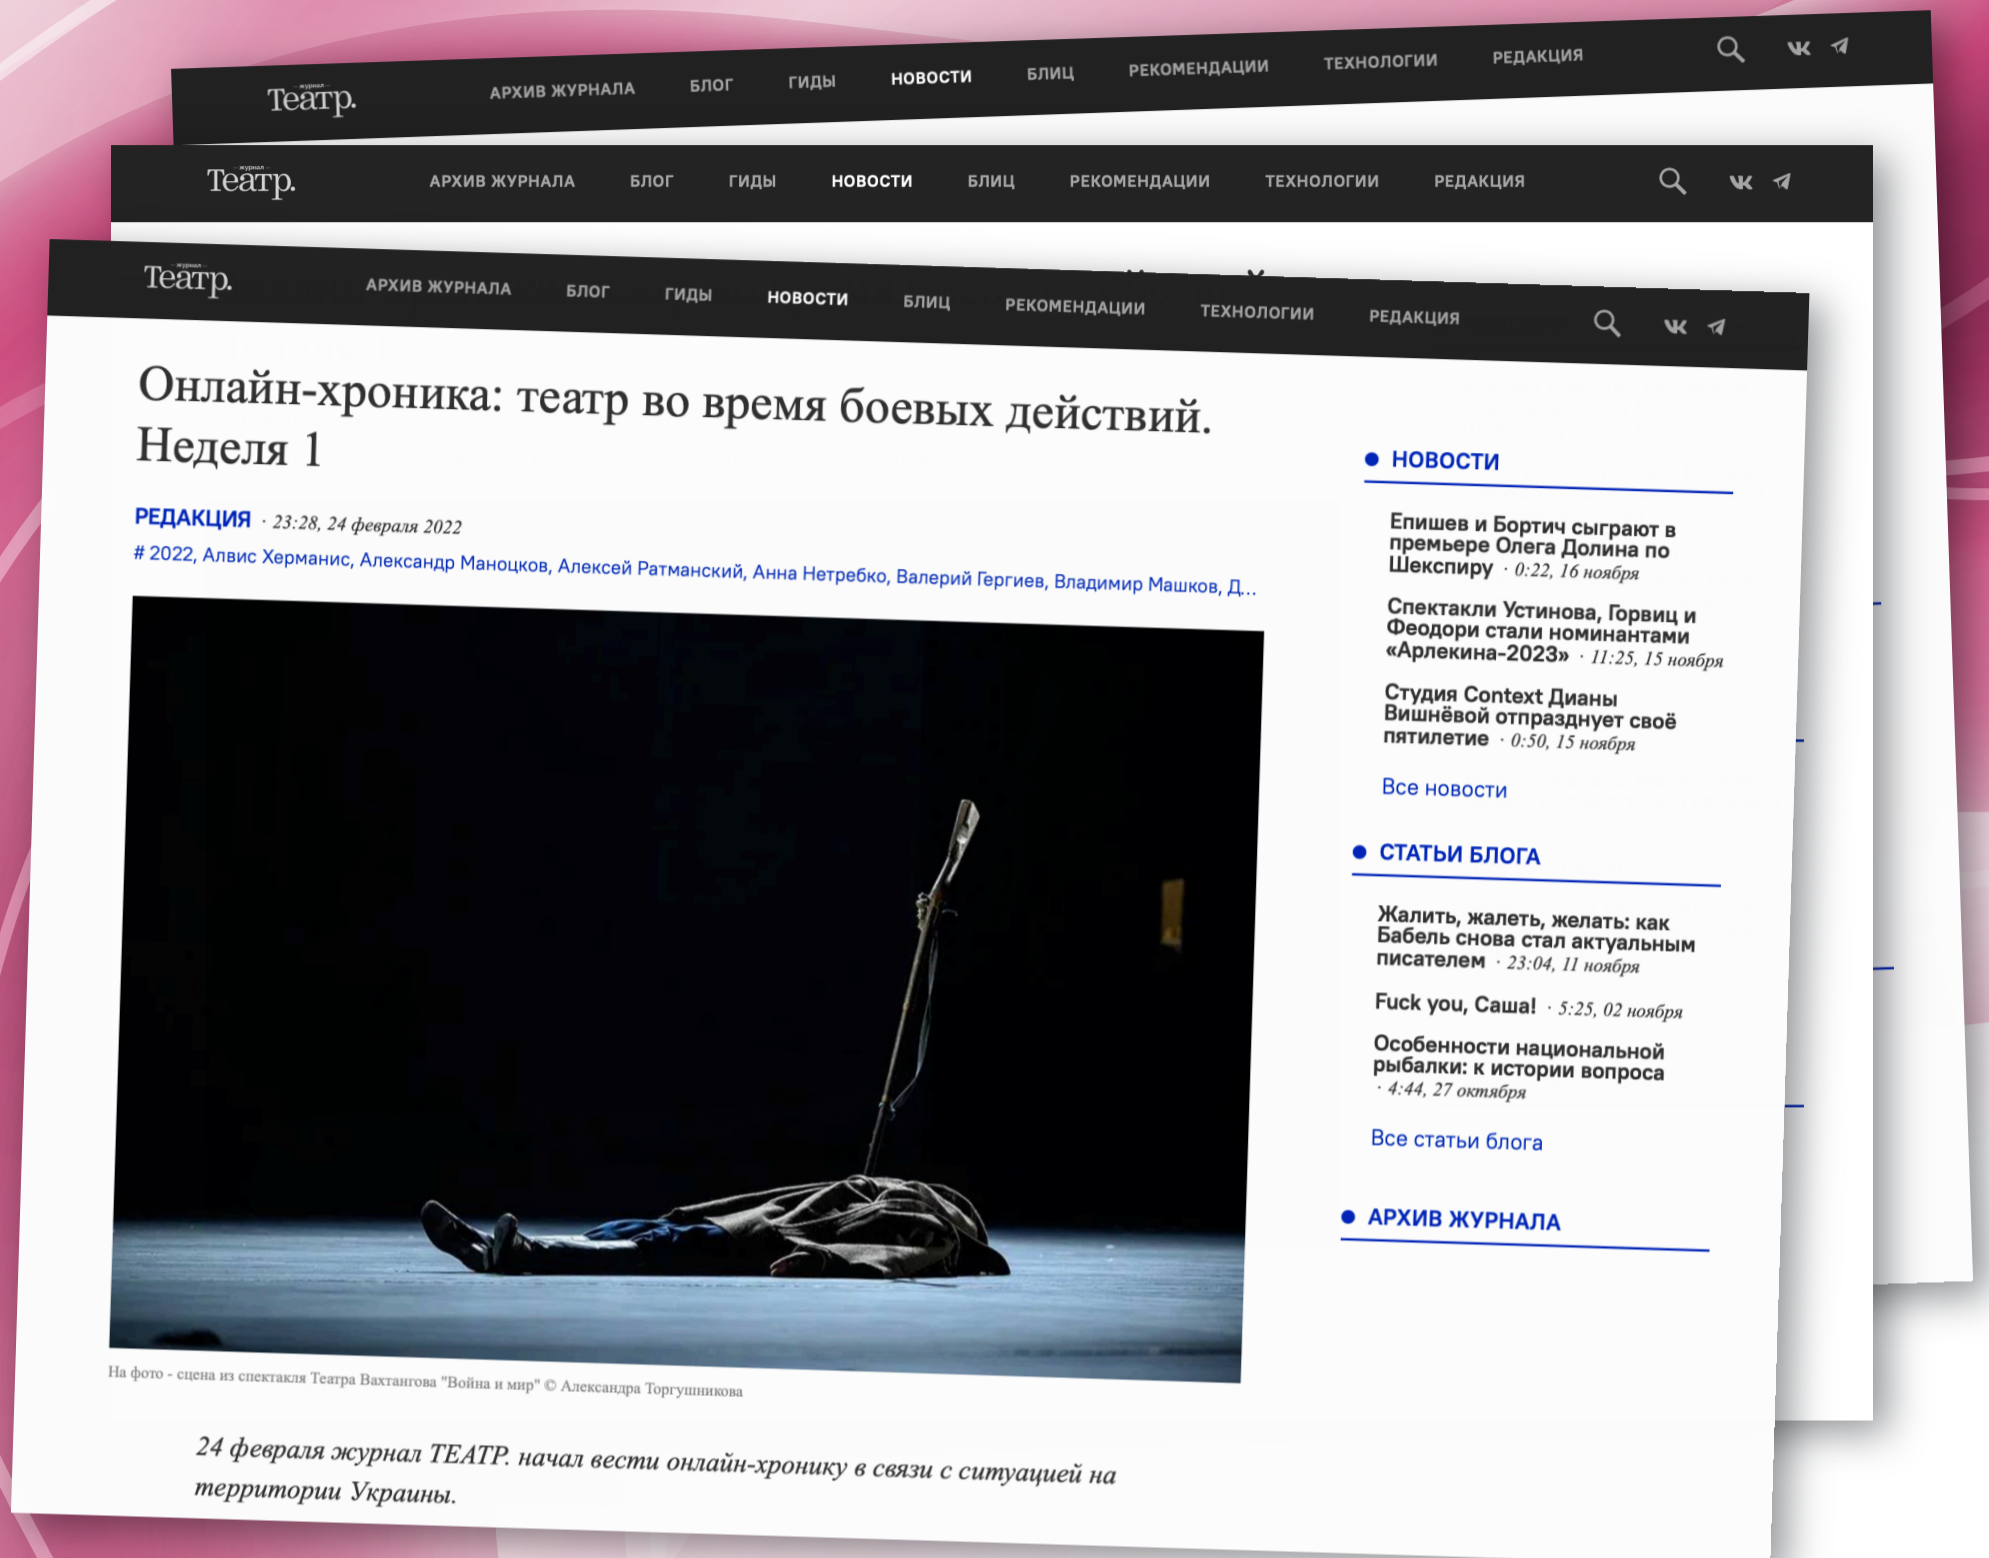 журнал
Театр.
АРХИВ ЖУРНАЛА БЛОГ ГИДЫ НОВОСТИ БЛИЦ РЕКОМЕНДАЦИИ ТЕХНОЛОГИИ РЕДАКЦИЯ
журнал
Театр.
АРХИВ ЖУРНАЛА БЛОГ ГИДЫ НОВОСТИ БЛИЦ РЕКОМЕНДАЦИИ ТЕХНОЛОГИИ РЕДАКЦИЯ
журнал
Театр.
АРХИВ ЖУРНАЛА БЛОГ ГИДЫ НОВОСТИ БЛИЦ РЕКОМЕНДАЦИИ ТЕХНОЛОГИИ РЕДАКЦИЯ
Онлайн-хроника: театр во время боевых действий.
Неделя 1
РЕДАКЦИЯ · 23:28, 24 февраля 2022
# 2022, Алвис Херманис, Александр Маноцков, Алексей Ратманский, Анна Нетребко, Валерий Гергиев, Владимир Машков, Д...
На фото - сцена из спектакля Театра Вахтангова "Война и мир" © Александра Торгушникова
24 февраля журнал ТЕАТР. начал вести онлайн-хронику в связи с ситуацией на
территории Украины.
НОВОСТИ
Епишев и Бортич сыграют в
премьере Олега Долина по
Шекспиру · 0:22, 16 ноября
Спектакли Устинова, Горвиц и
Феодори стали номинантами
«Арлекина-2023» · 11:25, 15 ноября
Студия Context Дианы
Вишнёвой отпразднует своё
пятилетие · 0:50, 15 ноября
Все новости
СТАТЬИ БЛОГА
Жалить, жалеть, желать: как
Бабель снова стал актуальным
писателем · 23:04, 11 ноября
Fuck you, Саша! · 5:25, 02 ноября
Особенности национальной
рыбалки: к истории вопроса
· 4:44, 27 октября
Все статьи блога
АРХИВ ЖУРНАЛА